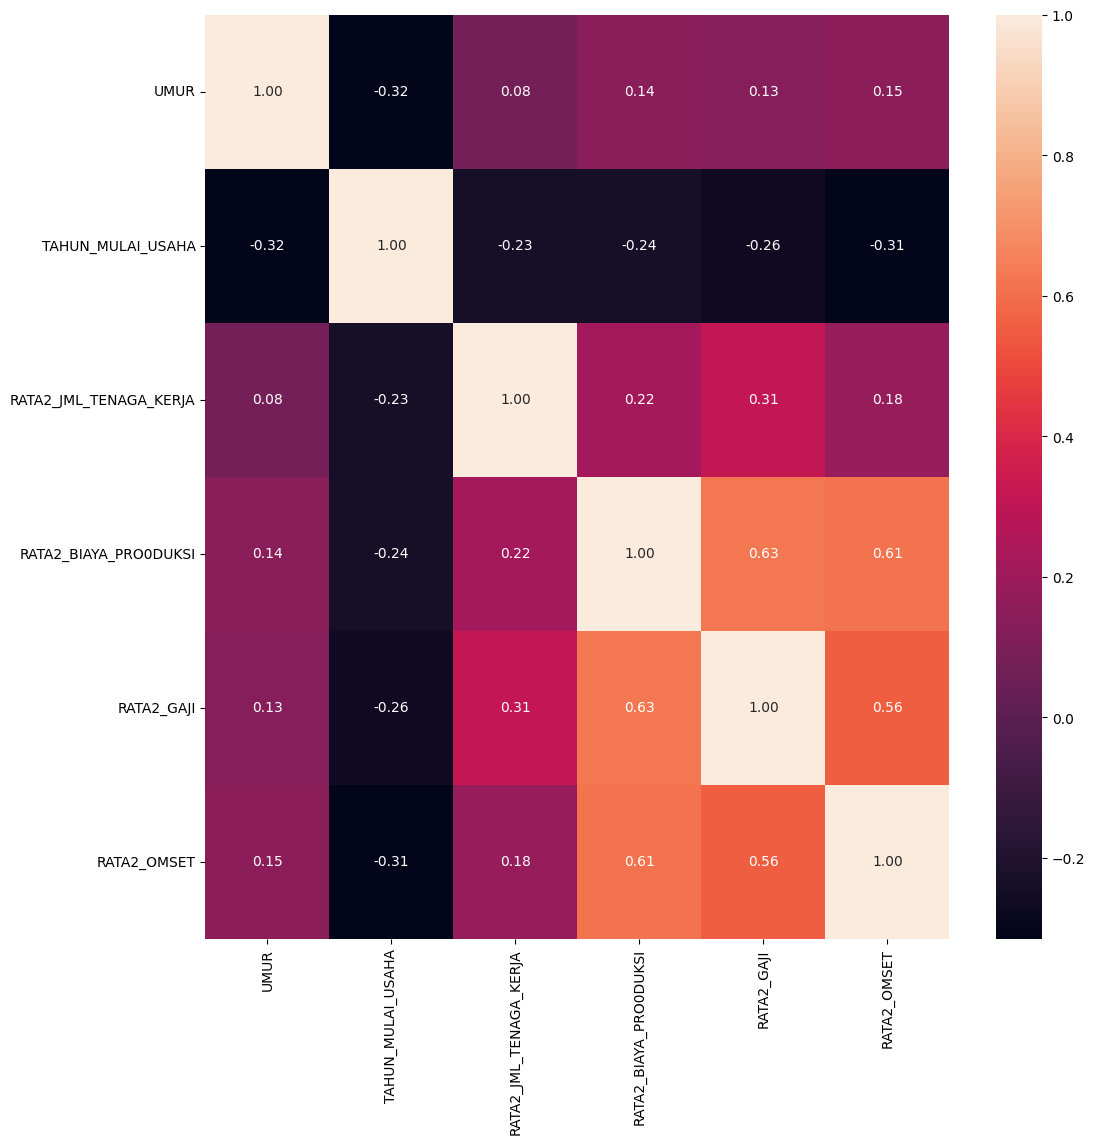 UMUR 1.00 -0.32 0.08 0.14 0.13 0.15
TAHUN_MULAI_USAHA -0.32 1.00 -0.23 -0.24 -0.26 -0.31
RATA2_JML_TENAGA_KERJA 0.08 -0.23 1.00 0.22 0.31 0.18
RATA2_BIAYA_PRO0DUKSI 0.14 -0.24 0.22 1.00 0.63 0.61
RATA2_GAJI 0.13 -0.26 0.31 0.63 1.00 0.56
RATA2_OMSET 0.15 -0.31 0.18 0.61 0.56 1.00
UMUR
TAHUN_MULAI_USAHA
RATA2_JML_TENAGA_KERJA
RATA2_BIAYA_PRO0DUKSI
RATA2_GAJI
RATA2_OMSET
1.0
0.8
0.6
0.4
0.2
0.0
−0.2